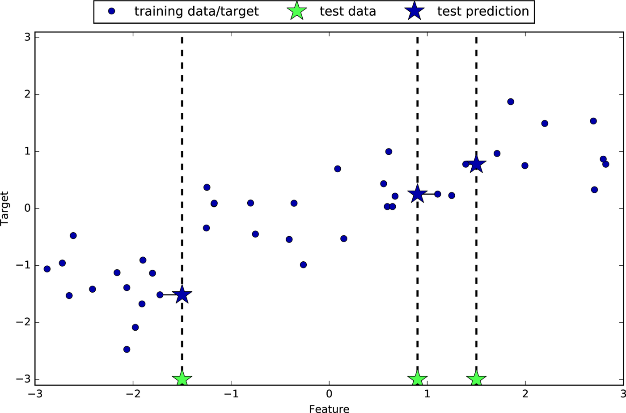 training data/target test data test prediction
3
2
1
0
−1
−2
−3
Target
−3 −2 −1 0 1 2 3
Feature